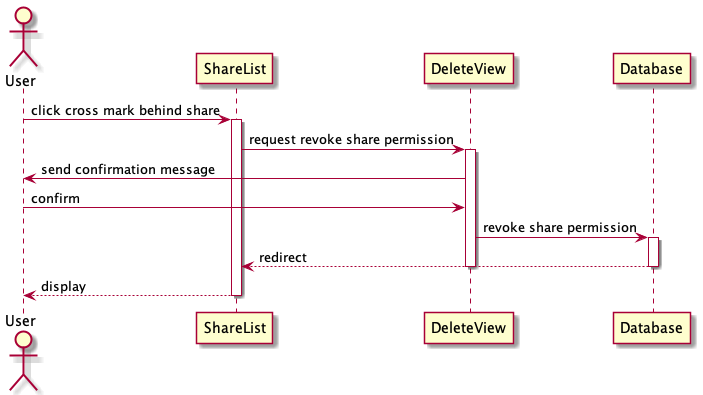 User
ShareList
DeleteView
Database
click cross mark behind share
request revoke share permission
send confirmation message
confirm
revoke share permission
redirect
display
User
ShareList
DeleteView
Database